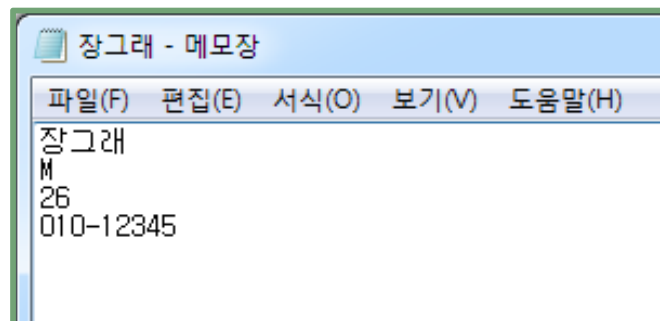 장그래 - 메모장
파일(F) 편집(E) 서식(O) 보기(V) 도움말(H)
장그래
M
26
010-12345